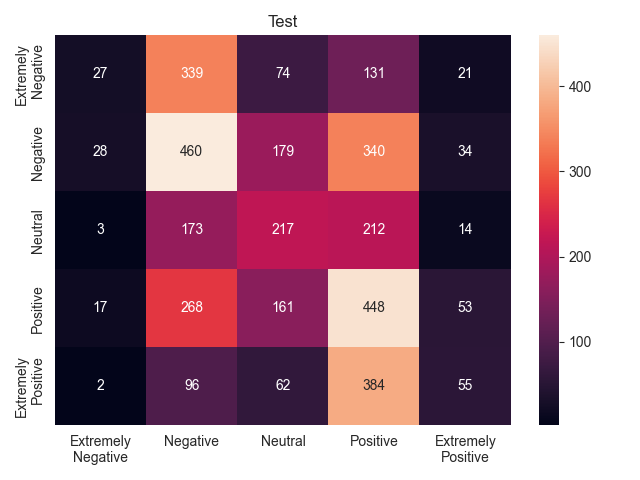 Test
Extremely
Negative
27 339 74 131 21
Negative
28 460 179 340 34
Neutral
3 173 217 212 14
Positive
17 268 161 448 53
Extremely
Positive
2 96 62 384 55
Extremely
Negative
Negative
Neutral
Positive
Extremely
Positive
400
300
200
100